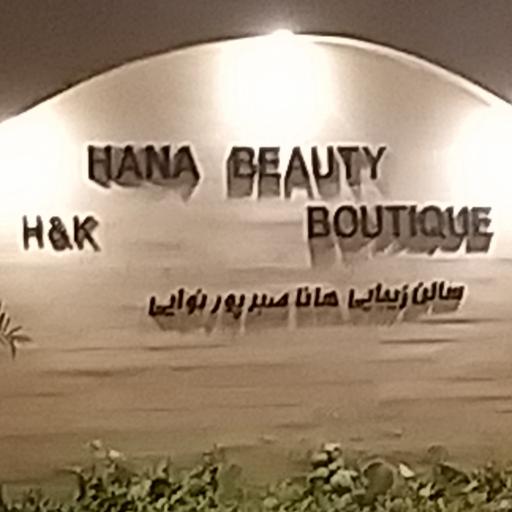 HANA BEAUTY
H&K BOUTIQUE
سالن زیبایی هانا صبر پور نوایی